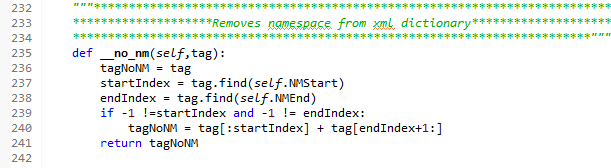 232 """***************************************************************************
233 ********************Removes namespace from xml dictionary********************
234 ***************************************************************************"""
235 def __no_nm(self,tag):
236 tagNoNM = tag
237 startIndex = tag.find(self.NMStart)
238 endIndex = tag.find(self.NMEnd)
239 if -1 !=startIndex and -1 != endIndex:
240 tagNoNM = tag[:startIndex] + tag[endIndex+1:]
241 return tagNoNM
242